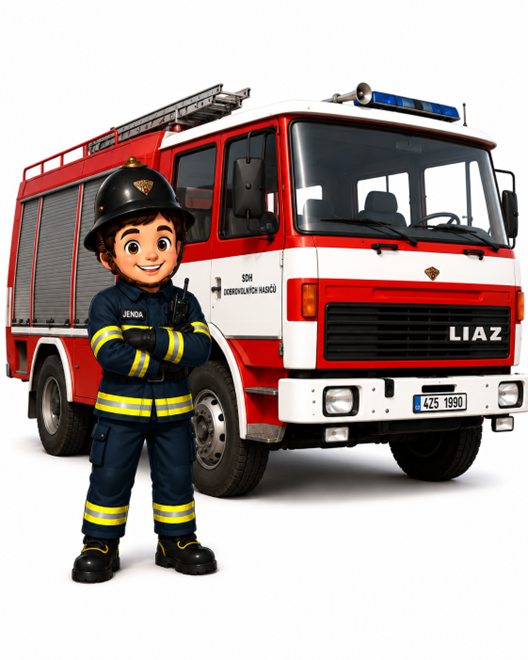 JENDA
SDH
DOBROVOLNÝCH HASIČŮ
LIAZ
4Z5 1990